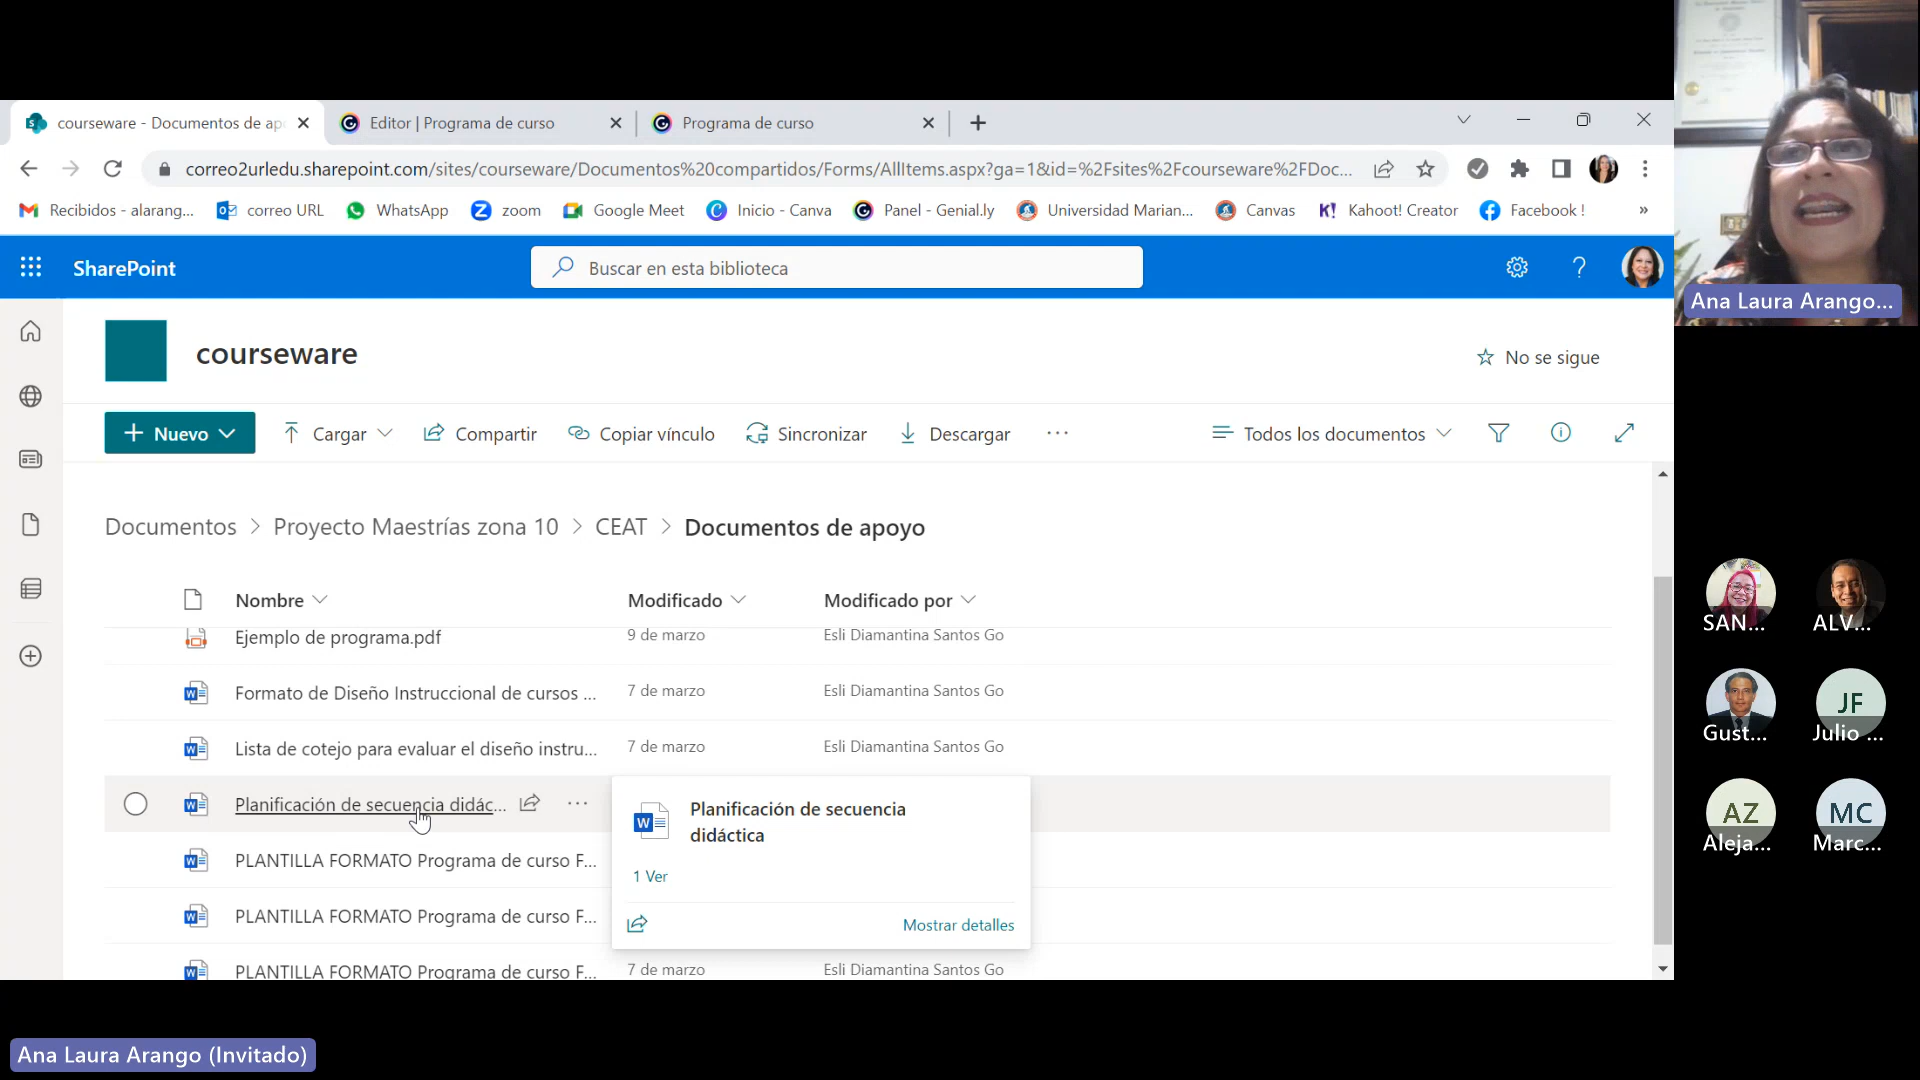 courseware - Documentos de ap
Editor | Programa de curso
Programa de curso
correo2urledu.sharepoint.com/sites/courseware/Documentos%20compartidos/Forms/AllItems.aspx?ga=1&id=%2Fsites%2Fcourseware%2FDoc...
Recibidos - alarang...
correo URL
WhatsApp
zoom
Google Meet
Inicio - Canva
Panel - Genial.ly
Universidad Marian...
Canvas
Kahoot! Creator
Facebook !
»
SharePoint
Buscar en esta biblioteca
?
courseware
No se sigue
Nuevo
Cargar
Compartir
Copiar vínculo
Sincronizar
Descargar
...
Todos los documentos
Documentos > Proyecto Maestrías zona 10 > CEAT > Documentos de apoyo
Nombre
Modificado
Modificado por
Ejemplo de programa.pdf
9 de marzo
Esli Diamantina Santos Go
Formato de Diseño Instruccional de cursos ...
7 de marzo
Esli Diamantina Santos Go
Lista de cotejo para evaluar el diseño instru...
7 de marzo
Esli Diamantina Santos Go
Planificación de secuencia didác...
...
PLANTILLA FORMATO Programa de curso F...
PLANTILLA FORMATO Programa de curso F...
PLANTILLA FORMATO Programa de curso F...
7 de marzo
Esli Diamantina Santos Go
Planificación de secuencia
didáctica
1 Ver
Mostrar detalles
Ana Laura Arango...
SAN...
ALV...
Gust...
JF
Julio ...
AZ
Aleja...
MC
Marc...
Ana Laura Arango (Invitado)